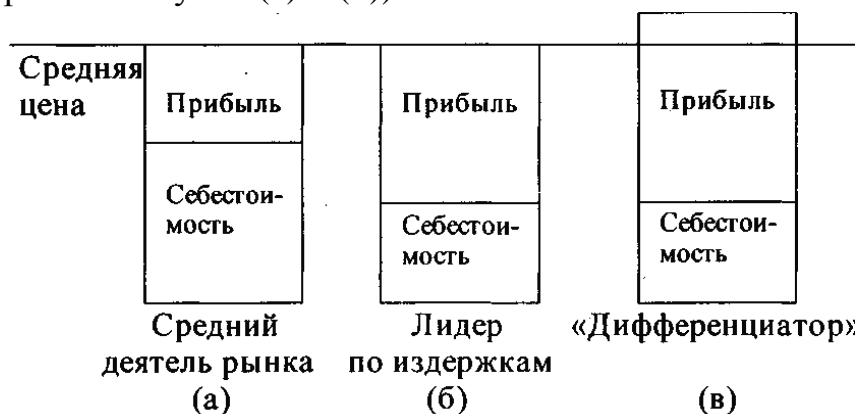 Средняя
цена
Прибыль
Себестои-
мость
Средний
деятель рынка
(а)
Прибыль
Себестои-
мость
Лидер
по издержкам
(б)
Прибыль
Себестои-
мость
«Дифференциатор»
(в)